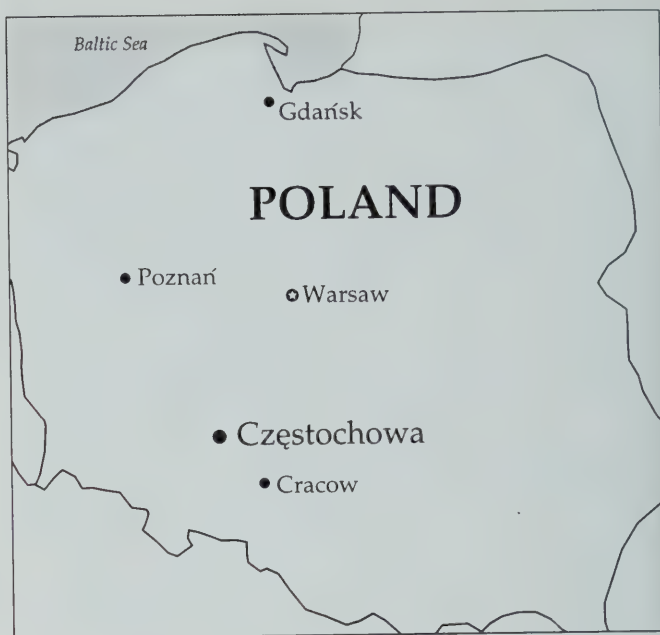 Baltic Sea
Gdańsk
POLAND
Poznań
Warsaw
Częstochowa
Cracow